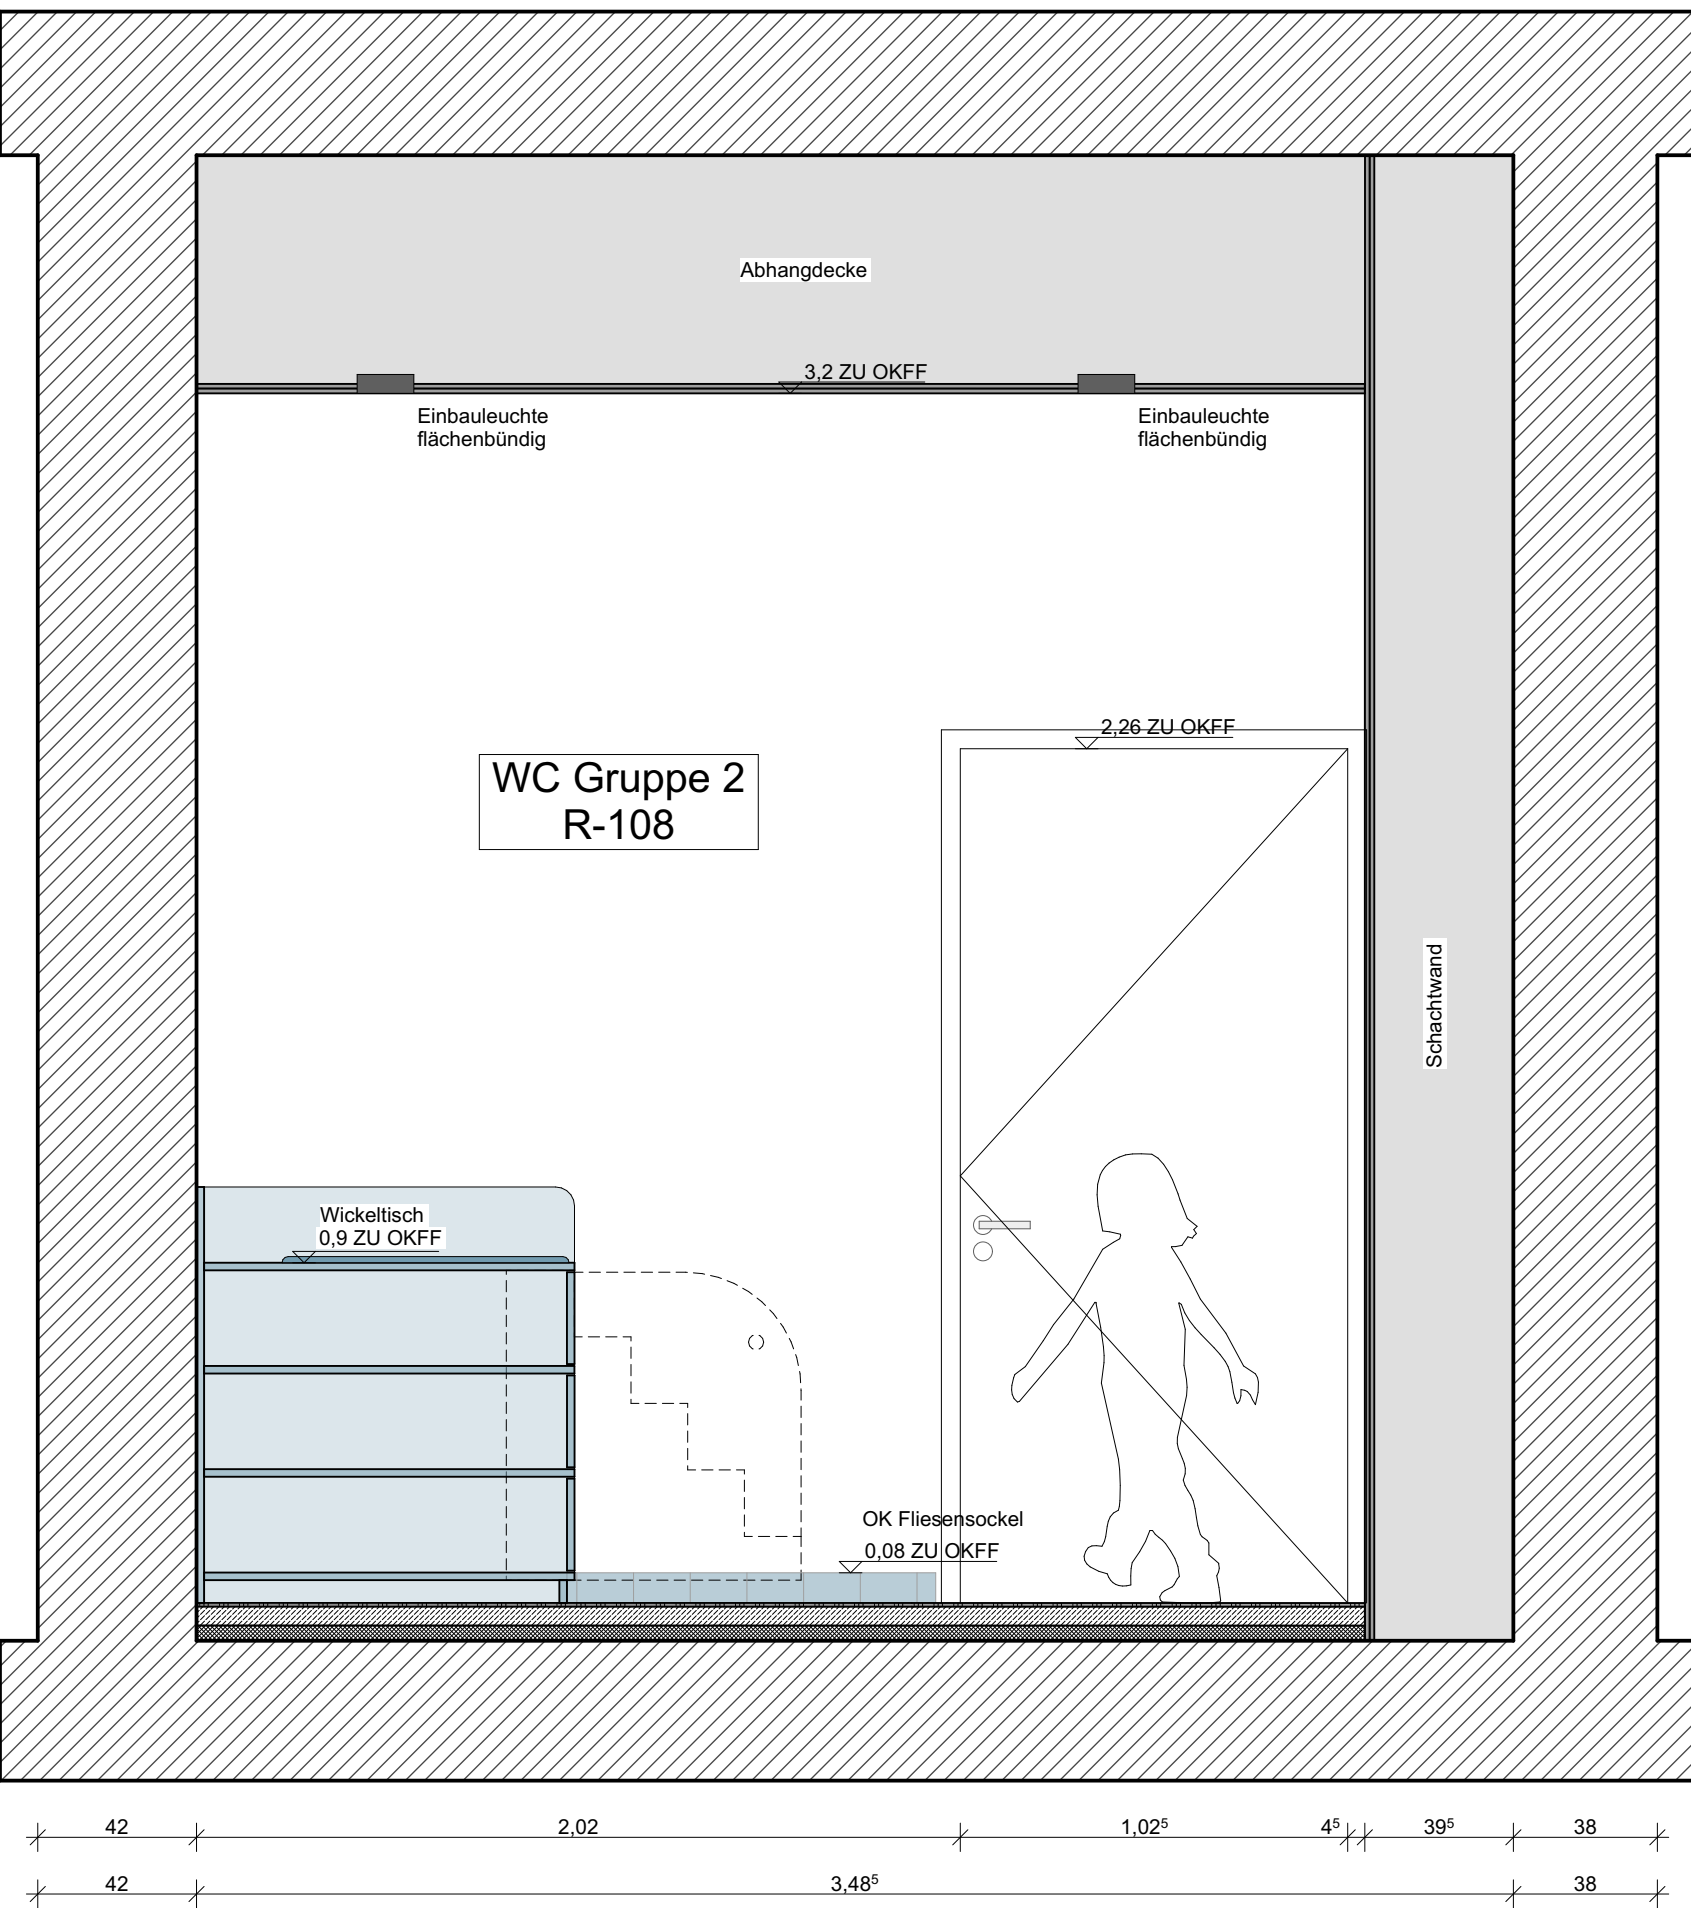 Abhangdecke
3,2 ZU OKFF
Einbauleuchte
flächenbündig
Einbauleuchte
flächenbündig
2,26 ZU OKFF
WC Gruppe 2
R-108
Schachtwand
Wickeltisch
0,9 ZU OKFF
OK Fliesensockel
0,08 ZU OKFF
42 2,02 1,02⁵ 4⁵ 39⁵ 38
42 3,48⁵ 38